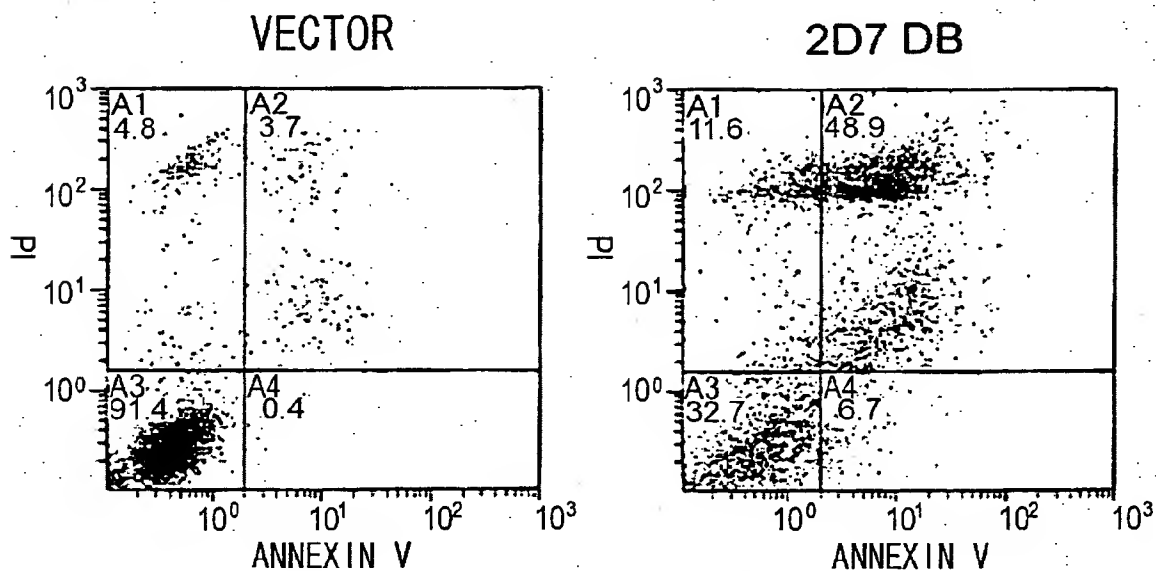 VECTOR
10³
A1
4.8
A2
3.7
10²
PI
10¹
10⁰
A3
91.4
A4
0.4
10⁰ 10¹ 10² 10³
ANNEXIN V
2D7 DB
10³
A1
11.6
A2
48.9
10²
PI
10¹
10⁰
A3
32.7
A4
6.7
10⁰ 10¹ 10² 10³
ANNEXIN V